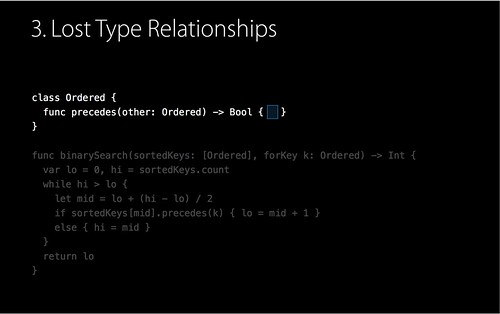 3. Lost Type Relationships
class Ordered {
func precedes(other: Ordered) -> Bool { }
}
func binarySearch(sortedKeys: [Ordered], forKey k: Ordered) -> Int {
var lo = 0, hi = sortedKeys.count
while hi > lo {
let mid = lo + (hi - lo) / 2
if sortedKeys[mid].precedes(k) { lo = mid + 1 }
else { hi = mid }
}
return lo
}